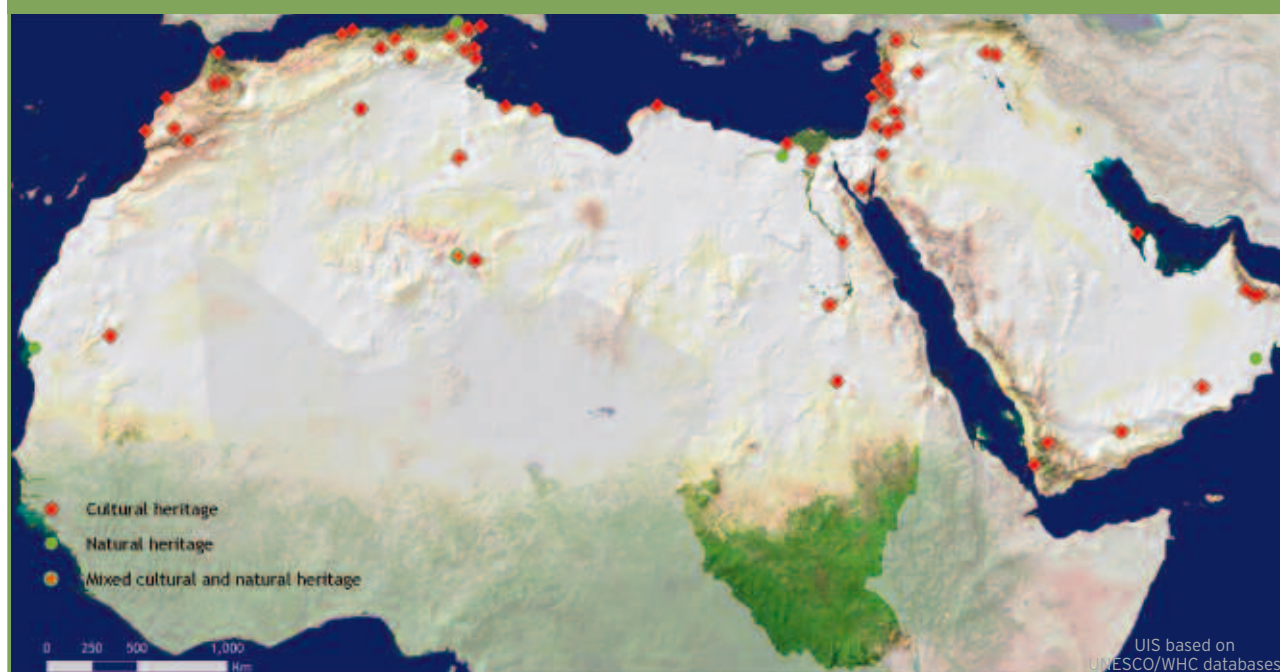 Cultural heritage
Natural heritage
Mixed cultural and natural heritage
0 250 500 1,000
Km
UIS based on
UNESCO/WHC databases